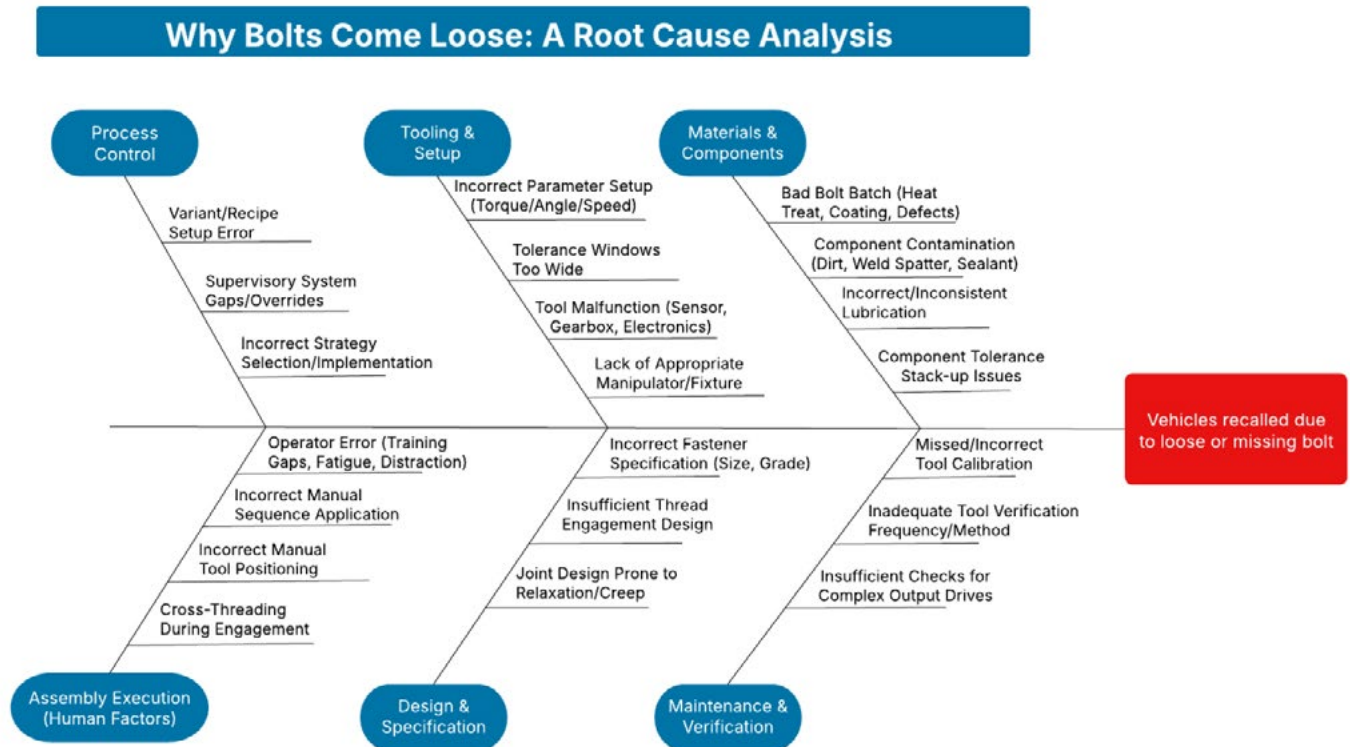 Why Bolts Come Loose: A Root Cause Analysis
Process
Control
Variant/Recipe
Setup Error
Supervisory System
Gaps/Overrides
Incorrect Strategy
Selection/Implementation
Tooling &
Setup
Incorrect Parameter Setup
(Torque/Angle/Speed)
Tolerance Windows
Too Wide
Tool Malfunction (Sensor,
Gearbox, Electronics)
Lack of Appropriate
Manipulator/Fixture
Materials &
Components
Bad Bolt Batch (Heat
Treat, Coating, Defects)
Component Contamination
(Dirt, Weld Spatter, Sealant)
Incorrect/Inconsistent
Lubrication
Component Tolerance
Stack-up Issues
Vehicles recalled due
to loose or missing bolt
Operator Error (Training
Gaps, Fatigue, Distraction)
Incorrect Manual
Sequence Application
Incorrect Manual
Tool Positioning
Cross-Threading
During Engagement
Assembly Execution
(Human Factors)
Incorrect Fastener
Specification (Size, Grade)
Insufficient Thread
Engagement Design
Joint Design Prone to
Relaxation/Creep
Design &
Specification
Missed/Incorrect
Tool Calibration
Inadequate Tool Verification
Frequency/Method
Insufficient Checks for
Complex Output Drives
Maintenance &
Verification